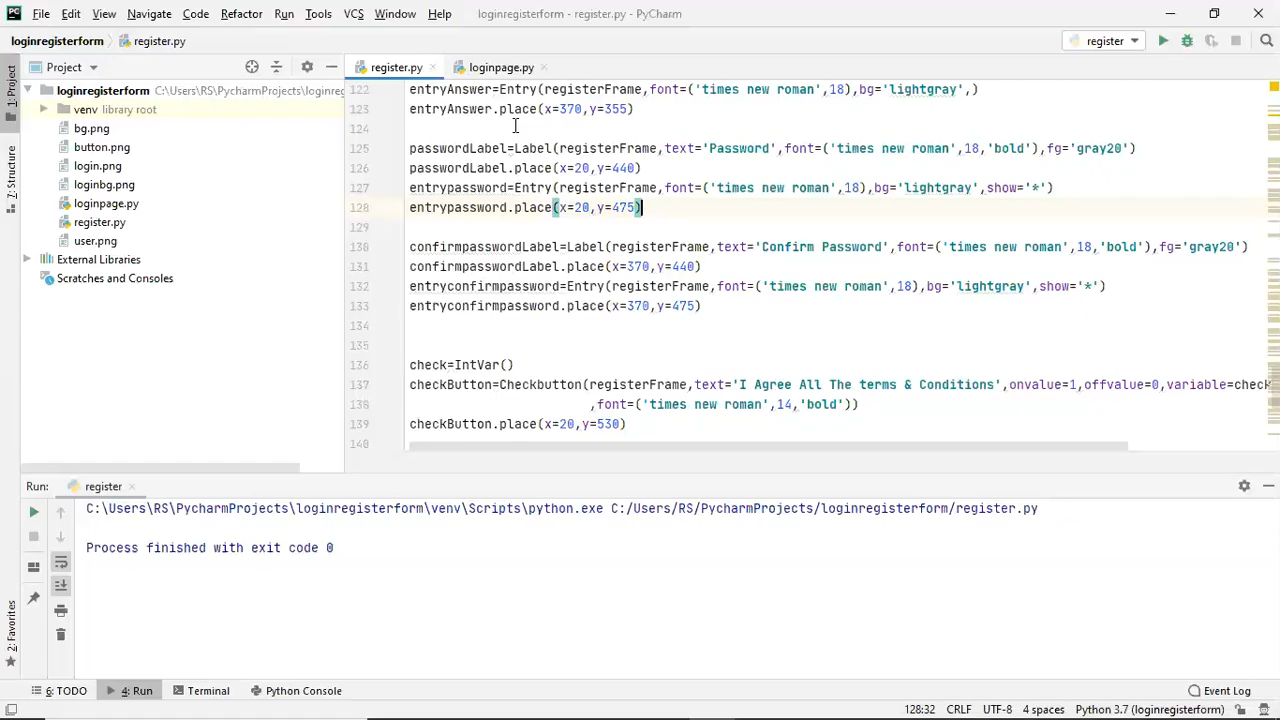 PC File Edit View Navigate Code Refactor Run Tools VCS Window Help loginregisterform - register.py - PyCharm
loginregisterform register.py register
Project register.py loginpage.py
1: Project
loginregisterform C:\Users\RS\PycharmProjects\loginreg
venv library root
bg.png
button.png
login.png
loginbg.png
loginpage.py
register.py
user.png
External Libraries
Scratches and Consoles
7: Structure
122 entryAnswer=Entry(registerFrame,font=('times new roman',18),bg='lightgray',)
123 entryAnswer.place(x=370,y=355)
124
125 passwordLabel=Label(registerFrame,text='Password',font=('times new roman',18,'bold'),fg='gray20')
126 passwordLabel.place(x=20,y=440)
127 entrypassword=Entry(registerFrame,font=('times new roman',18),bg='lightgray',show='*')
128 entrypassword.place(x=20,y=475)
129
130 confirmpasswordLabel=Label(registerFrame,text='Confirm Password',font=('times new roman',18,'bold'),fg='gray20')
131 confirmpasswordLabel.place(x=370,y=440)
132 entryconfirmpassword=Entry(registerFrame,font=('times new roman',18),bg='lightgray',show='*')
133 entryconfirmpassword.place(x=370,y=475)
134
135
136 check=IntVar()
137 checkButton=Checkbutton(registerFrame,text='I Agree All The terms & Conditions',onvalue=1,offvalue=0,variable=check
138 ,font=('times new roman',14,'bold'))
139 checkButton.place(x=20,y=530)
140
Run: register
C:\Users\RS\PycharmProjects\loginregisterform\venv\Scripts\python.exe C:/Users/RS/PycharmProjects/loginregisterform/register.py
Process finished with exit code 0
2: Favorites
6: TODO 4: Run Terminal Python Console Event Log
128:32 CRLF UTF-8 4 spaces Python 3.7 (loginregisterform)